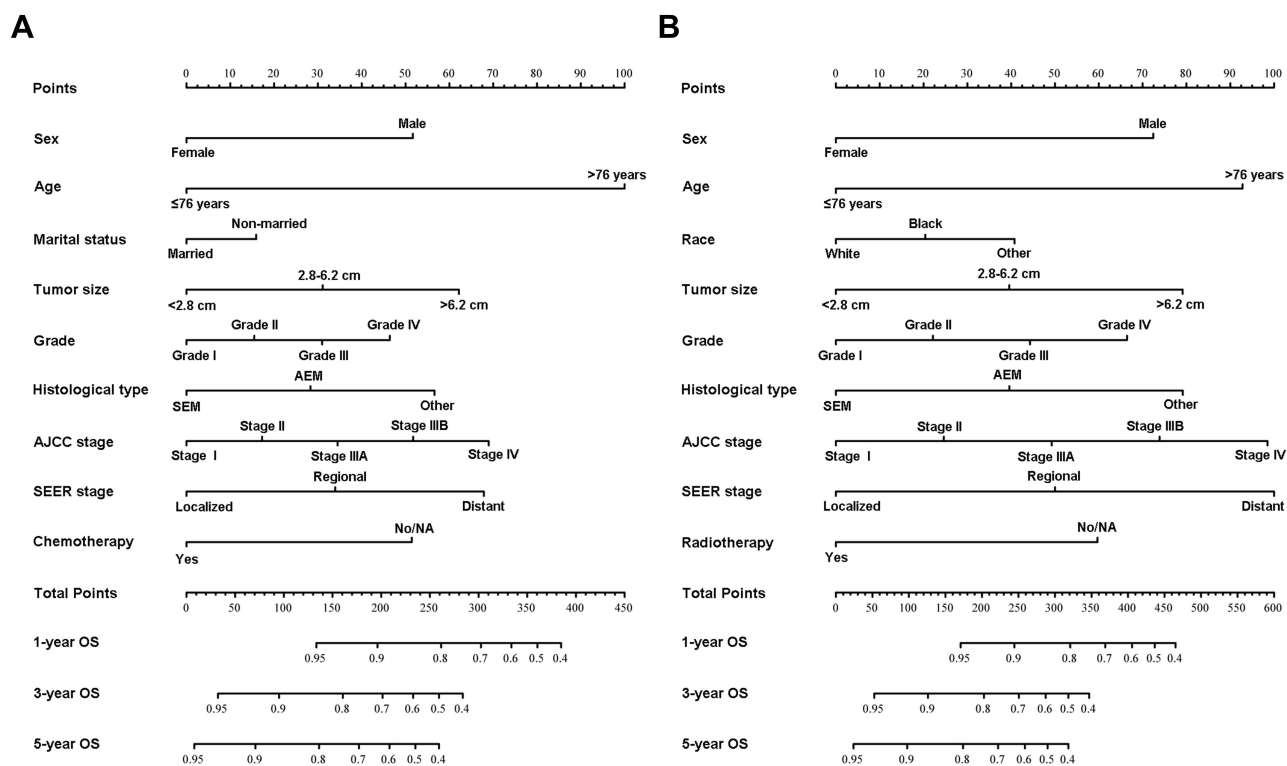 A
Points
0 10 20 30 40 50 60 70 80 90 100
Sex
Male
Female
Age
>76 years
≤76 years
Marital status
Non-married
Married
Tumor size
2.8-6.2 cm
<2.8 cm
>6.2 cm
Grade
Grade II
Grade IV
Grade I
Grade III
Histological type
AEM
SEM
Other
AJCC stage
Stage II
Stage IIIB
Stage I
Stage IIIA
Stage IV
SEER stage
Regional
Localized
Distant
Chemotherapy
No/NA
Yes
Total Points
0 50 100 150 200 250 300 350 400 450
1-year OS
0.95 0.9 0.8 0.7 0.6 0.5 0.4
3-year OS
0.95 0.9 0.8 0.7 0.6 0.5 0.4
5-year OS
0.95 0.9 0.8 0.7 0.6 0.5 0.4
B
Points
0 10 20 30 40 50 60 70 80 90 100
Sex
Male
Female
Age
>76 years
≤76 years
Race
Black
White
Other
Tumor size
2.8-6.2 cm
<2.8 cm
>6.2 cm
Grade
Grade II
Grade IV
Grade I
Grade III
Histological type
AEM
SEM
Other
AJCC stage
Stage II
Stage IIIB
Stage I
Stage IIIA
Stage IV
SEER stage
Regional
Localized
Distant
Radiotherapy
No/NA
Yes
Total Points
0 50 100 150 200 250 300 350 400 450 500 550 600
1-year OS
0.95 0.9 0.8 0.7 0.6 0.5 0.4
3-year OS
0.95 0.9 0.8 0.7 0.6 0.5 0.4
5-year OS
0.95 0.9 0.8 0.7 0.6 0.5 0.4